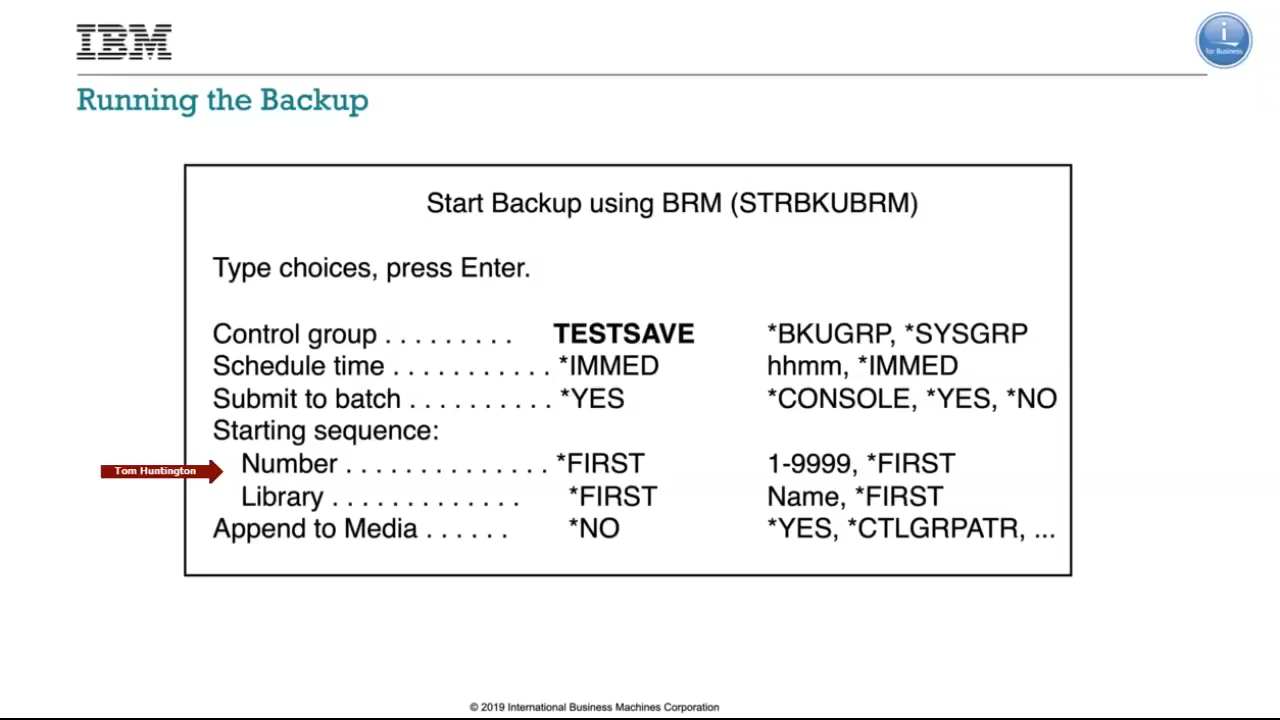 IBM
i
for Business
Running the Backup
Start Backup using BRM (STRBKUBRM)
Type choices, press Enter.
Control group . . . . . . . . . TESTSAVE *BKUGRP, *SYSGRP
Schedule time . . . . . . . . . . . *IMMED hhmm, *IMMED
Submit to batch . . . . . . . . . . *YES *CONSOLE, *YES, *NO
Starting sequence:
Tom Huntington
Number . . . . . . . . . . . . . . *FIRST 1-9999, *FIRST
Library . . . . . . . . . . . . . *FIRST Name, *FIRST
Append to Media . . . . . . *NO *YES, *CTLGRPATR, ...
© 2019 International Business Machines Corporation